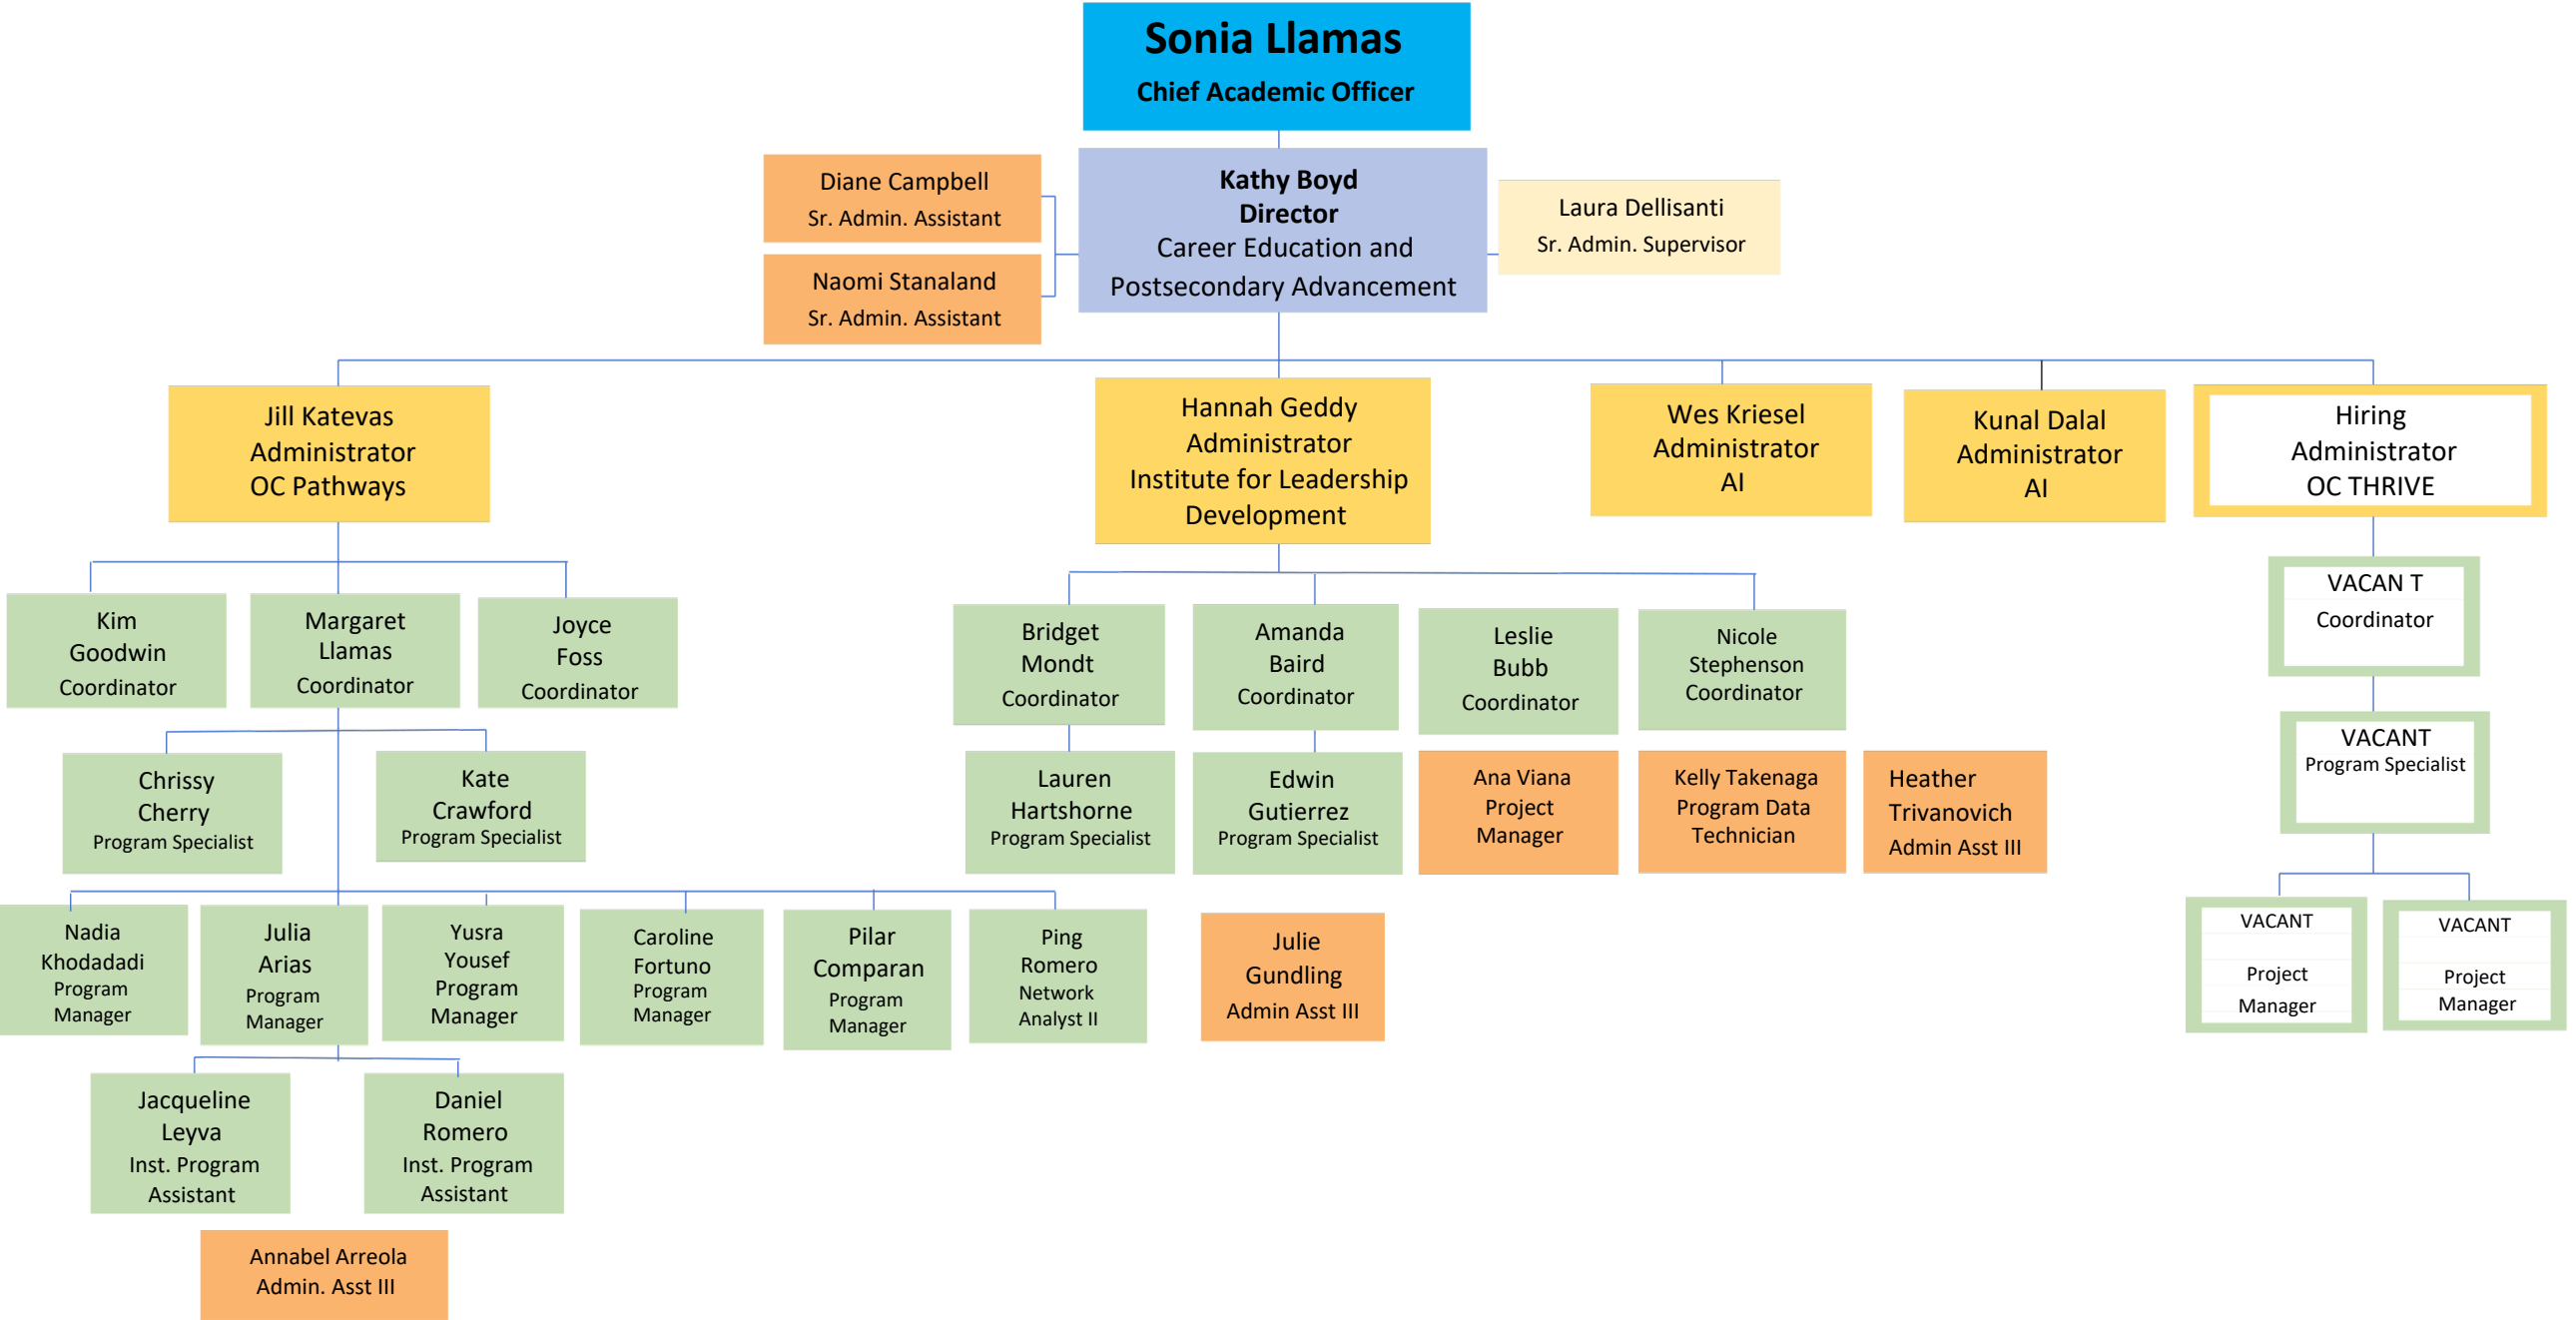 Sonia Llamas
Chief Academic Officer
Diane Campbell
Sr. Admin. Assistant
Naomi Stanaland
Sr. Admin. Assistant
Kathy Boyd
Director
Career Education and
Postsecondary Advancement
Laura Dellisanti
Sr. Admin. Supervisor
Jill Katevas
Administrator
OC Pathways
Hannah Geddy
Administrator
Institute for Leadership
Development
Wes Kriesel
Administrator
AI
Kunal Dalal
Administrator
AI
Hiring
Administrator
OC THRIVE
Kim
Goodwin
Coordinator
Margaret
Llamas
Coordinator
Joyce
Foss
Coordinator
Bridget
Mondt
Coordinator
Amanda
Baird
Coordinator
Leslie
Bubb
Coordinator
Nicole
Stephenson
Coordinator
VACAN T
Coordinator
Chrissy
Cherry
Program Specialist
Kate
Crawford
Program Specialist
Lauren
Hartshorne
Program Specialist
Edwin
Gutierrez
Program Specialist
Ana Viana
Project
Manager
Kelly Takenaga
Program Data
Technician
Heather
Trivanovich
Admin Asst III
VACANT
Program Specialist
Nadia
Khodadadi
Program
Manager
Julia
Arias
Program
Manager
Yusra
Yousef
Program
Manager
Caroline
Fortuno
Program
Manager
Pilar
Comparan
Program
Manager
Ping
Romero
Network
Analyst II
Julie
Gundling
Admin Asst III
VACANT
Project
Manager
VACANT
Project
Manager
Jacqueline
Leyva
Inst. Program
Assistant
Daniel
Romero
Inst. Program
Assistant
Annabel Arreola
Admin. Asst III